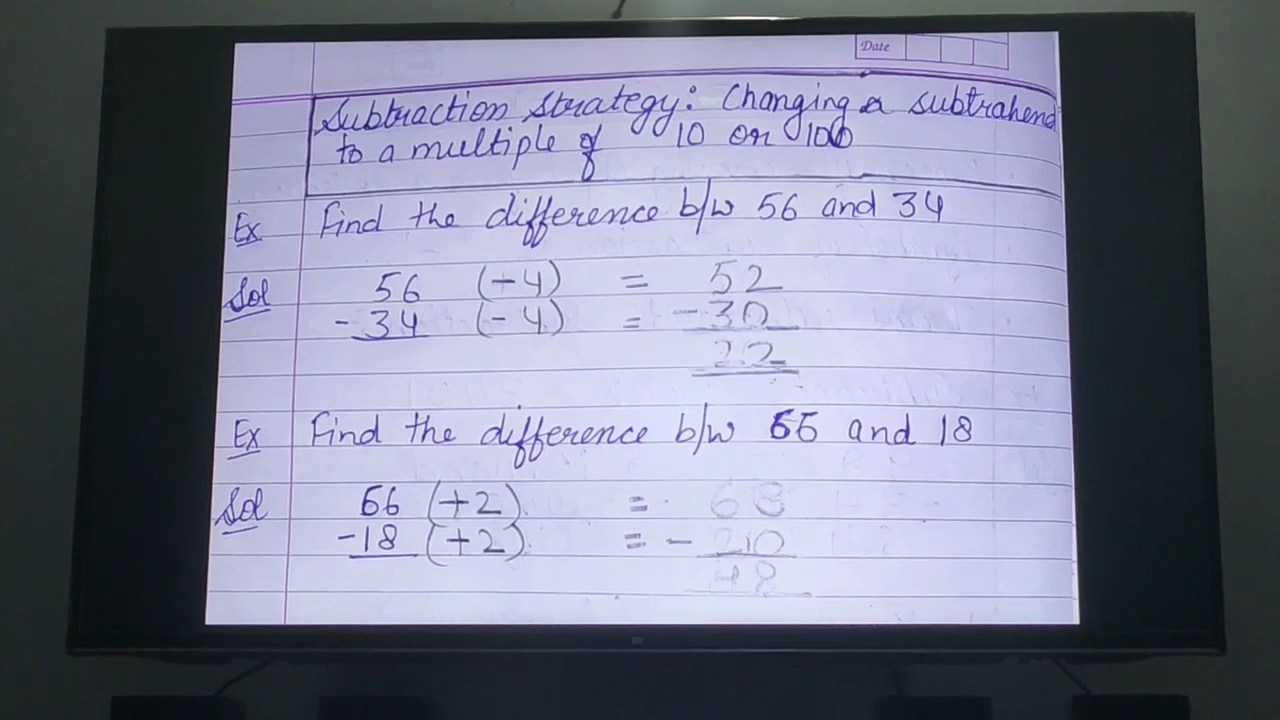 Date
Subtraction Strategy: Changing a subtrahend
to a multiple of 10 or 100
Ex Find the difference b/w 56 and 34
Sol 56 (-4) = 52
- 34 (-4) = - 30
22
Ex Find the difference b/w 66 and 18
Sol 66 (+2) = 68
- 18 (+2) = - 20
48
mi